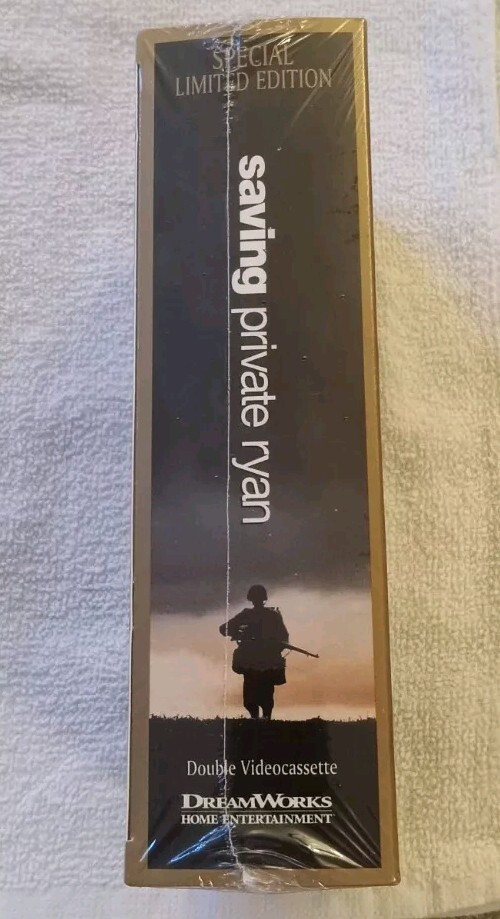 SPECIAL
LIMITED EDITION
saving private ryan
Double Videocassette
DREAMWORKS
HOME ENTERTAINMENT